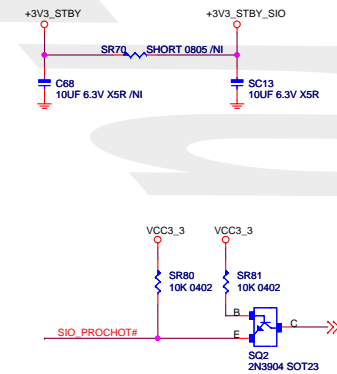 +3V3_STBY +3V3_STBY_SIO
SR70 SHORT 0805 /NI
C68 SC13
10UF 6.3V X5R /NI 10UF 6.3V X5R
VCC3_3 VCC3_3
SR80 SR81
10K 0402 10K 0402
B
C
SIO_PROCHOT# E
SQ2
2N3904 SOT23